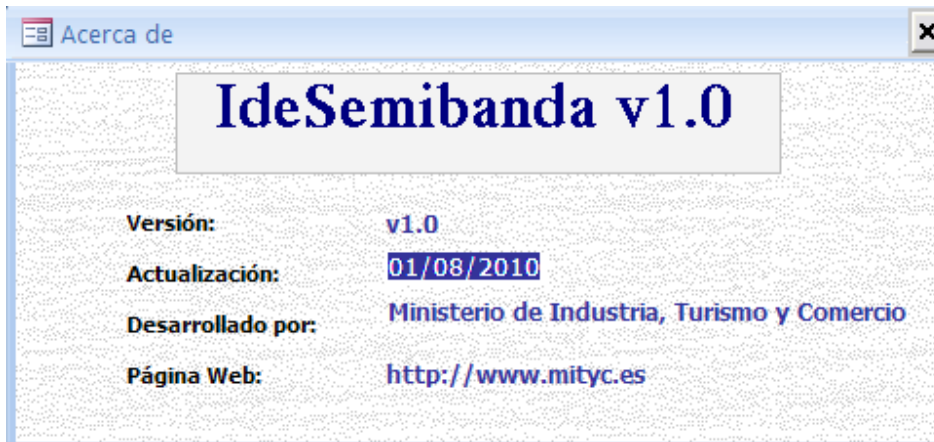 Acerca de
IdeSemibanda v1.0
Versión: v1.0
Actualización: 01/08/2010
Desarrollado por: Ministerio de Industria, Turismo y Comercio
Página Web: http://www.mityc.es